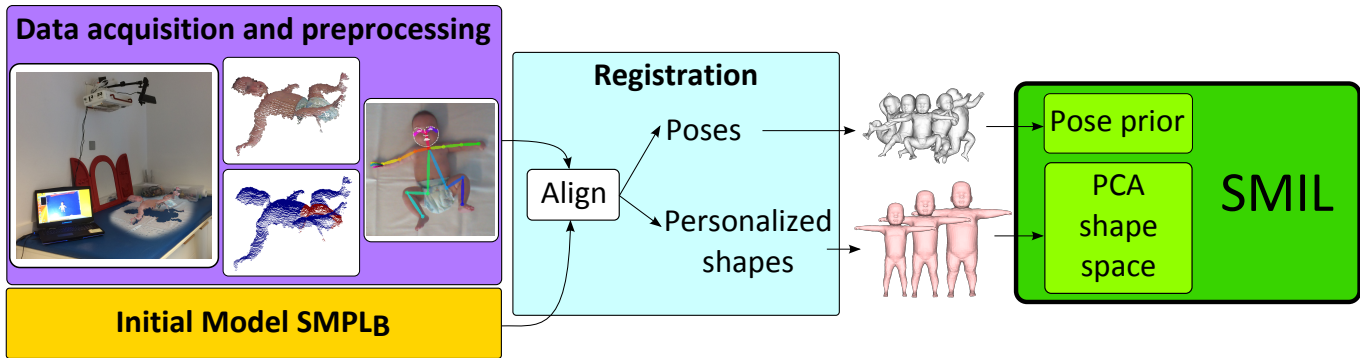 Data acquisition and preprocessing
Initial Model SMPLB
Registration
Align
Poses
Personalized
shapes
Pose prior
PCA
shape
space
SMIL